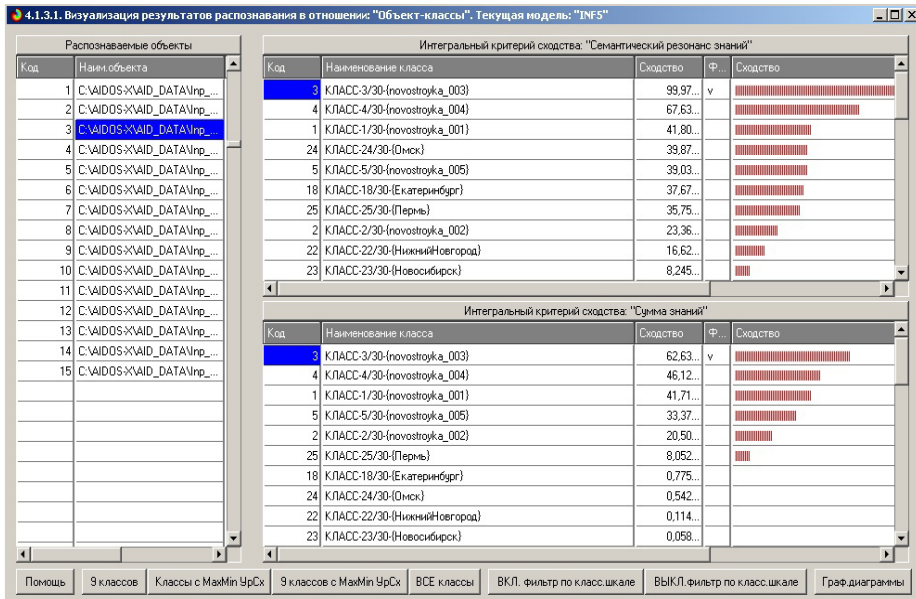 4.1.3.1. Визуализация результатов распознавания в отношении: "Объект-классы". Текущая модель: "INF5"
Распознаваемые объекты
Код Наим.объекта
1 C:\AIDOS-X\AID_DATA\Inp_...
2 C:\AIDOS-X\AID_DATA\Inp_...
3 C:\AIDOS-X\AID_DATA\Inp_...
4 C:\AIDOS-X\AID_DATA\Inp_...
5 C:\AIDOS-X\AID_DATA\Inp_...
6 C:\AIDOS-X\AID_DATA\Inp_...
7 C:\AIDOS-X\AID_DATA\Inp_...
8 C:\AIDOS-X\AID_DATA\Inp_...
9 C:\AIDOS-X\AID_DATA\Inp_...
10 C:\AIDOS-X\AID_DATA\Inp_...
11 C:\AIDOS-X\AID_DATA\Inp_...
12 C:\AIDOS-X\AID_DATA\Inp_...
13 C:\AIDOS-X\AID_DATA\Inp_...
14 C:\AIDOS-X\AID_DATA\Inp_...
15 C:\AIDOS-X\AID_DATA\Inp_...
Интегральный критерий сходства: "Семантический резонанс знаний"
Код Наименование класса Сходство Ф... Сходство
3 КЛАСС-3/30-{novostroyka_003} 99,97... v
4 КЛАСС-4/30-{novostroyka_004} 67,63...
1 КЛАСС-1/30-{novostroyka_001} 41,80...
24 КЛАСС-24/30-{Омск} 39,87...
5 КЛАСС-5/30-{novostroyka_005} 39,03...
18 КЛАСС-18/30-{Екатеринбург} 37,67...
25 КЛАСС-25/30-{Пермь} 35,75...
2 КЛАСС-2/30-{novostroyka_002} 23,36...
22 КЛАСС-22/30-{НижнийНовгород} 16,62...
23 КЛАСС-23/30-{Новосибирск} 8,245...
Интегральный критерий сходства: "Сумма знаний"
Код Наименование класса Сходство Ф... Сходство
3 КЛАСС-3/30-{novostroyka_003} 62,63... v
4 КЛАСС-4/30-{novostroyka_004} 46,12...
1 КЛАСС-1/30-{novostroyka_001} 41,71...
5 КЛАСС-5/30-{novostroyka_005} 33,37...
2 КЛАСС-2/30-{novostroyka_002} 20,50...
25 КЛАСС-25/30-{Пермь} 8,052...
18 КЛАСС-18/30-{Екатеринбург} 0,775...
24 КЛАСС-24/30-{Омск} 0,542...
22 КЛАСС-22/30-{НижнийНовгород} 0,114...
23 КЛАСС-23/30-{Новосибирск} 0,058...
Помощь 9 классов Классы с MaxMin УрСх 9 классов с MaxMin УрСх ВСЕ классы ВКЛ. фильтр по класс.шкале ВЫКЛ.фильтр по класс.шкале Граф.диаграммы